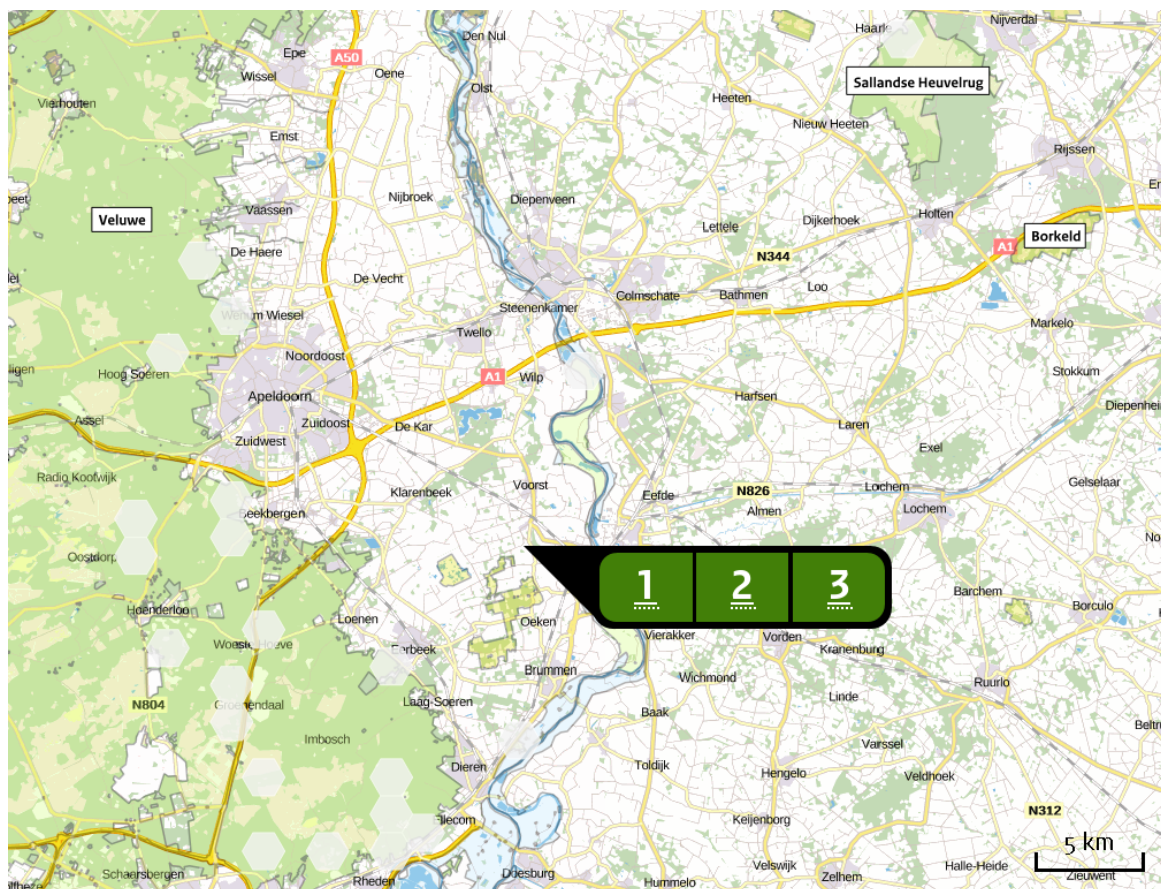 Den Nul
Haarle
Nijverdal
Epe
A50
Oene
Wissel
Olst
Sallandse Heuvelrug
Vierhouten
Heeten
Nieuw Heeten
Emst
Rijssen
Nijbroek
Diepenveen
Vaassen
Veluwe
Lettele
Dijkerhoek
Holten
Borkeld
A1
De Haere
N344
De Vecht
Loo
Colmschate
Bathmen
Steenenkamer
Wenum Wiesel
Twello
Markelo
Noordoost
Hoog Soeren
A1
Wilp
Stokkum
Apeldoorn
Harfsen
Assel
Zuidoost
De Kar
Laren
Zuidwest
Exel
Radio Kootwijk
Voorst
Klarenbeek
Eefde
N826
Lochem
Gelselaar
Beekbergen
Almen
Lochem
1
2
3
Hoenderloo
Loenen
Oeken
Barchem
Borculo
Vierakker
Vorden
Kranenburg
Brummen
Wichmond
Ruurlo
N804
Groenendaal
Laag-Soeren
Linde
Baak
Imbosch
Varssel
Dieren
Toldijk
Hengelo
Veldhoek
N312
Keijenborg
5 km
Schaarsbergen
Rheden
Doesburg
Velswijk
Halle-Heide
Hummelo
Zelhem
Zieuwent